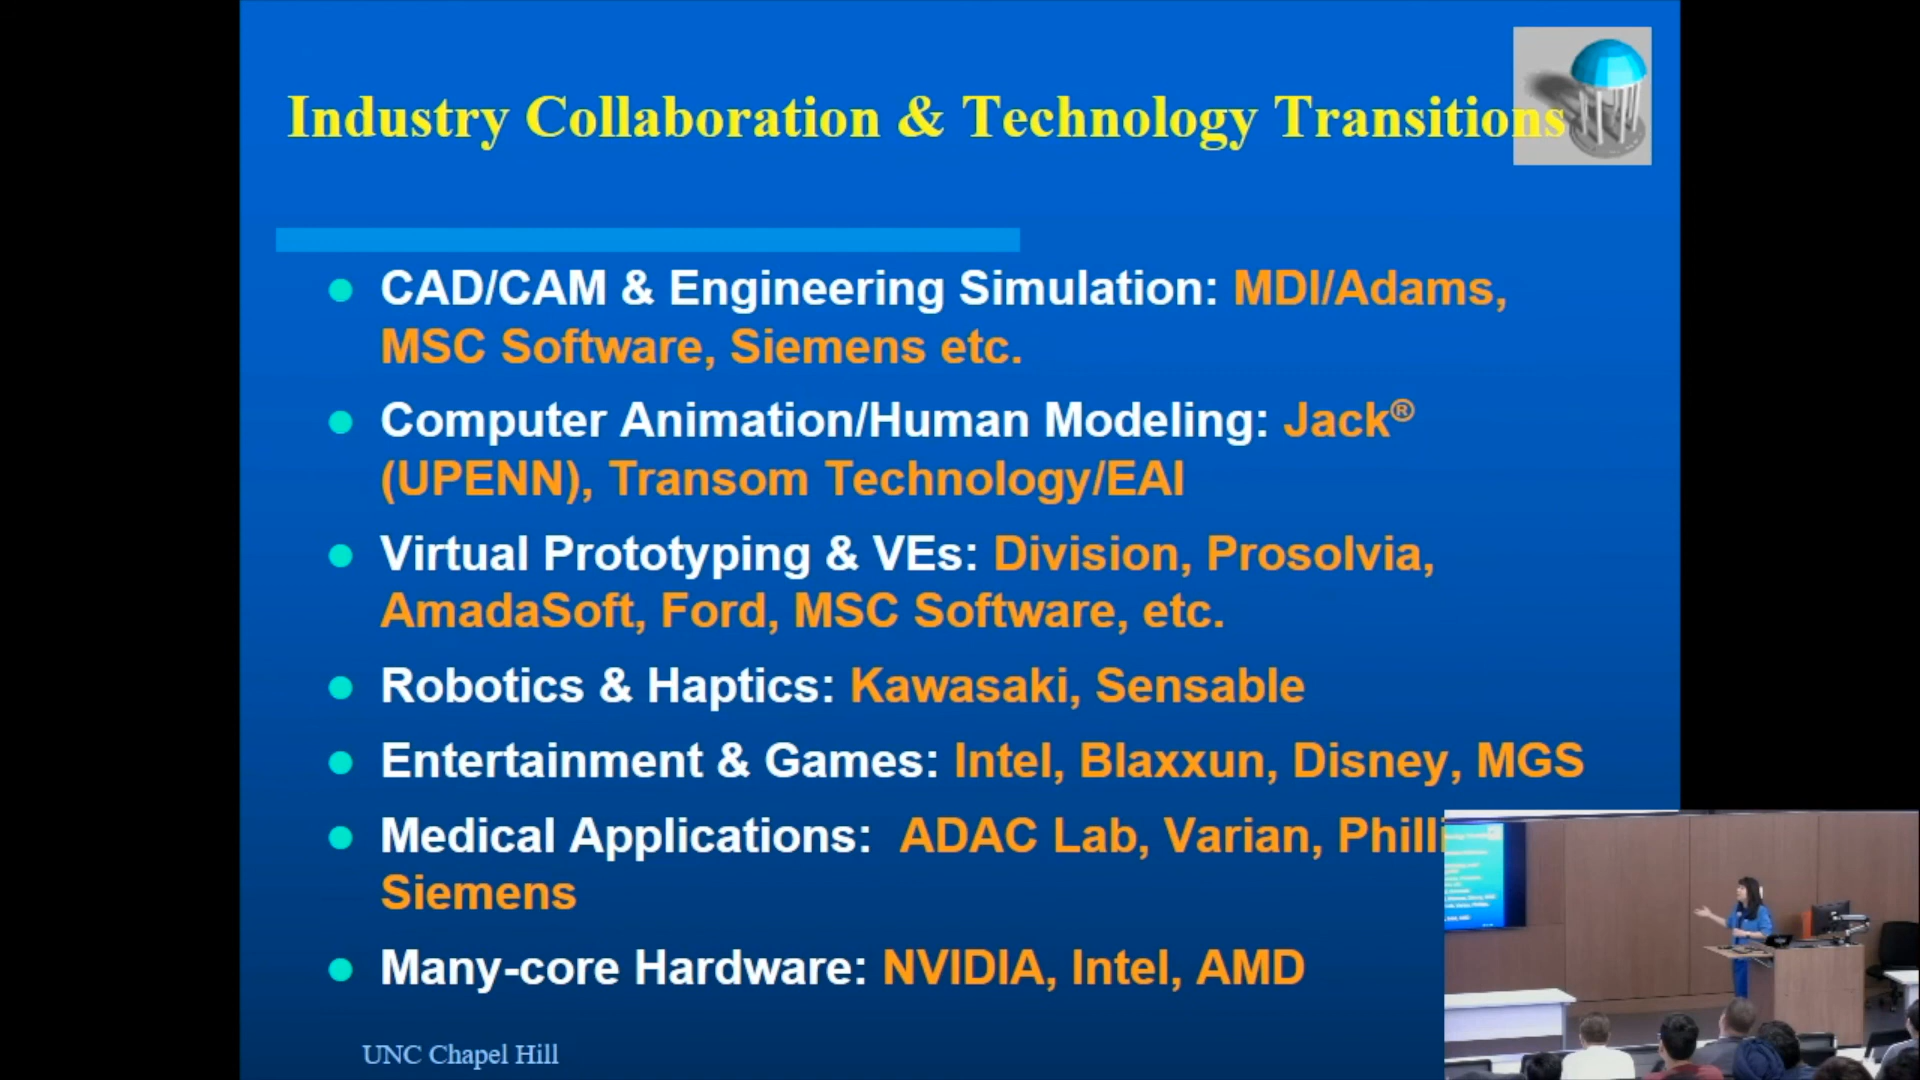 Industry Collaboration & Technology Transitions
CAD/CAM & Engineering Simulation: MDI/Adams,
MSC Software, Siemens etc.
Computer Animation/Human Modeling: Jack®
(UPENN), Transom Technology/EAI
Virtual Prototyping & VEs: Division, Prosolvia,
AmadaSoft, Ford, MSC Software, etc.
Robotics & Haptics: Kawasaki, Sensable
Entertainment & Games: Intel, Blaxxun, Disney, MGS
Medical Applications: ADAC Lab, Varian, Philli
Siemens
Many-core Hardware: NVIDIA, Intel, AMD
UNC Chapel Hill